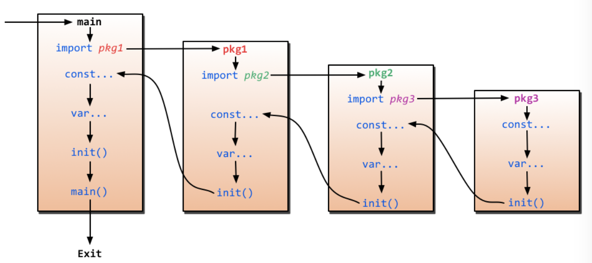 main
import pkg1
const...
var...
init()
main()
Exit
pkg1
import pkg2
const...
var...
init()
pkg2
import pkg3
const...
var...
init()
pkg3
const...
var...
init()